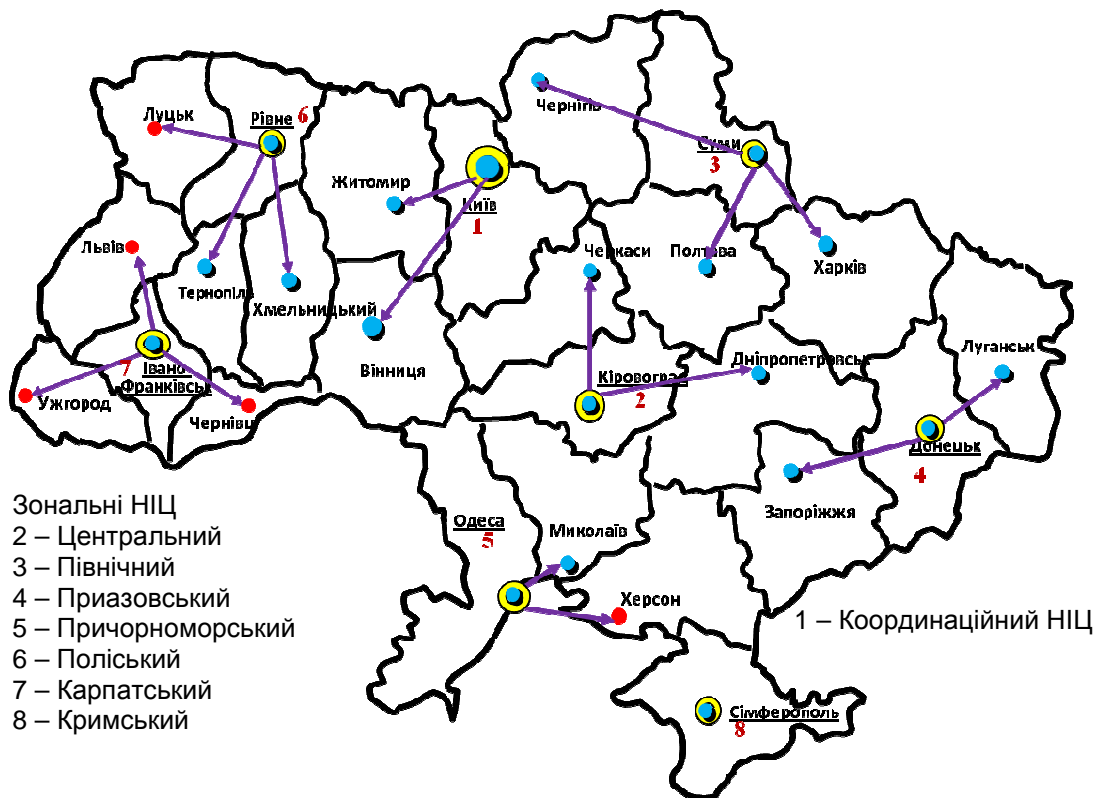 Чернігів
Луцьк
Рівне 6
Суми
3
Житомир
Київ
1
Львів
Черкаси
Полтава
Харків
Тернопіль
Хмельницький
Вінниця
Дніпропетровськ
Луганськ
7
Івано
Франківськ
Ужгород
Чернівці
Кіровоград
2
Донецьк
4
Запоріжжя
Одеса
5
Миколаїв
Херсон
Сімферополь
8
Зональні НІЦ
2 – Центральний
3 – Північний
4 – Приазовський
5 – Причорноморський
6 – Поліський
7 – Карпатський
8 – Кримський
1 – Координаційний НІЦ